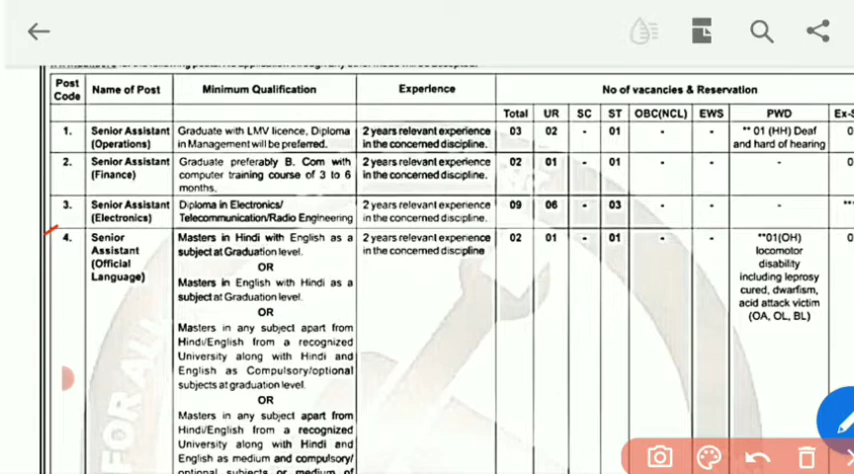 Post Code
Name of Post
Minimum Qualification
Experience
No of vacancies & Reservation
Total UR SC ST OBC(NCL) EWS PWD
1. Senior Assistant (Operations)
Graduate with LMV licence, Diploma
in Management will be preferred.
2 years relevant experience
in the concerned discipline.
03 02 - 01 - - ** 01 (HH) Deaf
and hard of hearing
2. Senior Assistant (Finance)
Graduate preferably B. Com with
computer training course of 3 to 6
months.
2 years relevant experience
in the concerned discipline.
02 01 - 01 - - -
3. Senior Assistant (Electronics)
Diploma in Electronics/
Telecommunication/Radio Engineering
2 years relevant experience
in the concerned discipline.
09 06 - 03 - - -
4. Senior
Assistant
(Official
Language)
Masters in Hindi with English as a
subject at Graduation level.
OR
Masters in English with Hindi as a
subject at Graduation level.
OR
Masters in any subject apart from
Hindi/English from a recognized
University along with Hindi and
English as Compulsory/optional
subjects at graduation level.
OR
Masters in any subject apart from
Hindi/English from a recognized
University along with Hindi and
English as medium and compulsory/
optional subjects or medium of
2 years relevant experience
in the concerned discipline
02 01 - 01 - - **01(OH)
locomotor
disability
including leprosy
cured, dwarfism,
acid attack victim
(OA, OL, BL)
FOR ALL